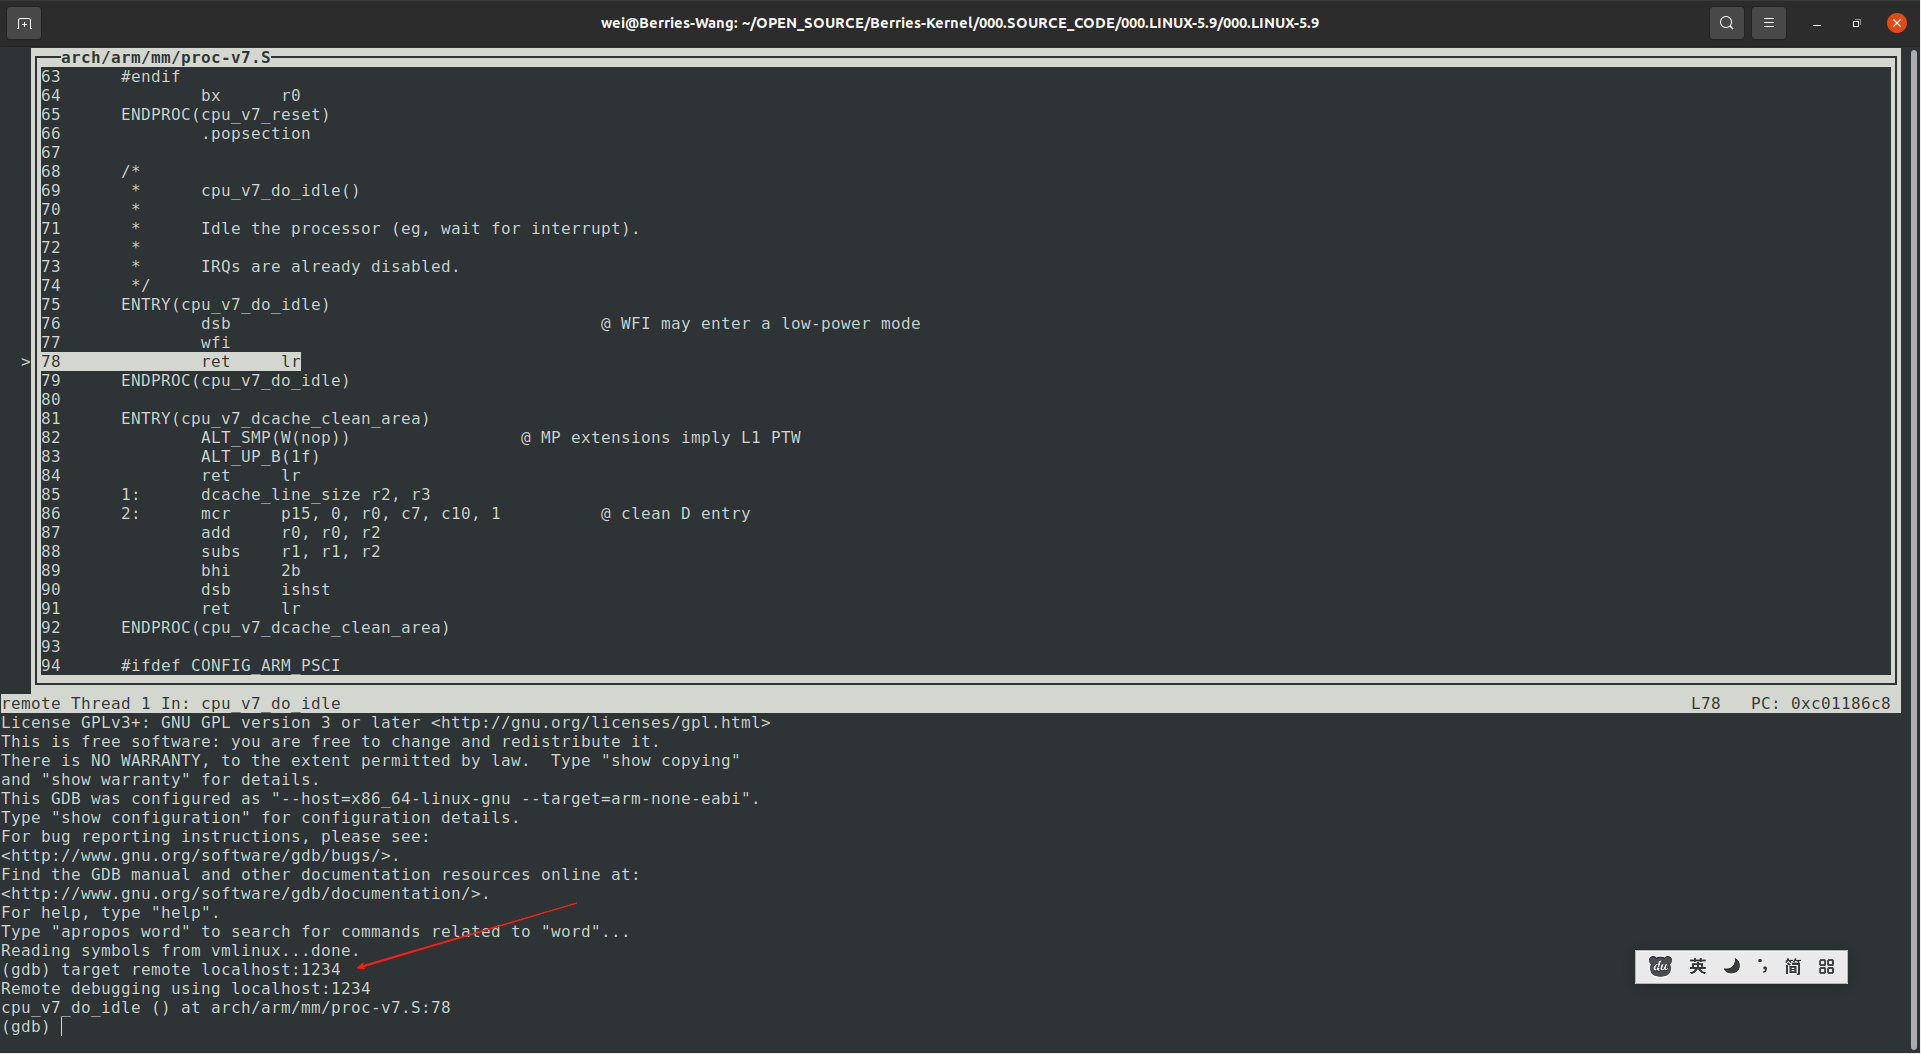 wei@Berries-Wang: ~/OPEN_SOURCE/Berries-Kernel/000.SOURCE_CODE/000.LINUX-5.9/000.LINUX-5.9
arch/arm/mm/proc-v7.S
63      #endif
64              bx      r0
65      ENDPROC(cpu_v7_reset)
66              .popsection
67
68      /*
69       *      cpu_v7_do_idle()
70       *
71       *      Idle the processor (eg, wait for interrupt).
72       *
73       *      IRQs are already disabled.
74       */
75      ENTRY(cpu_v7_do_idle)
76              dsb                                     @ WFI may enter a low-power mode
77              wfi
>78              ret     lr
79      ENDPROC(cpu_v7_do_idle)
80
81      ENTRY(cpu_v7_dcache_clean_area)
82              ALT_SMP(W(nop))                 @ MP extensions imply L1 PTW
83              ALT_UP_B(1f)
84              ret     lr
85      1:      dcache_line_size r2, r3
86      2:      mcr     p15, 0, r0, c7, c10, 1          @ clean D entry
87              add     r0, r0, r2
88              subs    r1, r1, r2
89              bhi     2b
90              dsb     ishst
91              ret     lr
92      ENDPROC(cpu_v7_dcache_clean_area)
93
94      #ifdef CONFIG_ARM_PSCI
remote Thread 1 In: cpu_v7_do_idle                L78   PC: 0xc01186c8
License GPLv3+: GNU GPL version 3 or later <http://gnu.org/licenses/gpl.html>
This is free software: you are free to change and redistribute it.
There is NO WARRANTY, to the extent permitted by law.  Type "show copying"
and "show warranty" for details.
This GDB was configured as "--host=x86_64-linux-gnu --target=arm-none-eabi".
Type "show configuration" for configuration details.
For bug reporting instructions, please see:
<http://www.gnu.org/software/gdb/bugs/>.
Find the GDB manual and other documentation resources online at:
<http://www.gnu.org/software/gdb/documentation/>.
For help, type "help".
Type "apropos word" to search for commands related to "word"...
Reading symbols from vmlinux...done.
(gdb) target remote localhost:1234
Remote debugging using localhost:1234
cpu_v7_do_idle () at arch/arm/mm/proc-v7.S:78
(gdb)
du 英 简